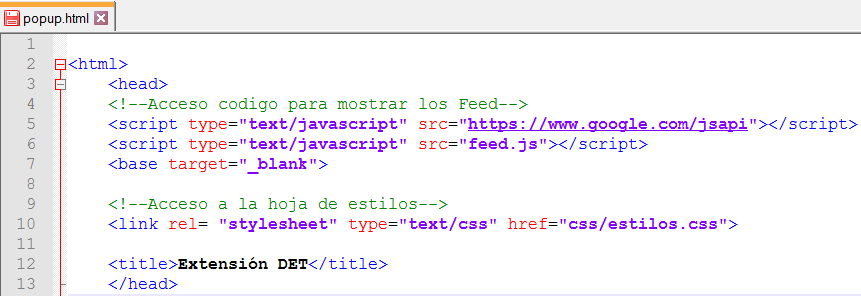 popup.html
1
2 <html>
3 <head>
4 <!--Acceso codigo para mostrar los Feed-->
5 <script type="text/javascript" src="https://www.google.com/jsapi"></script>
6 <script type="text/javascript" src="feed.js"></script>
7 <base target="_blank">
8
9 <!--Acceso a la hoja de estilos-->
10 <link rel= "stylesheet" type="text/css" href="css/estilos.css">
11
12 <title>Extensión DET</title>
13 </head>